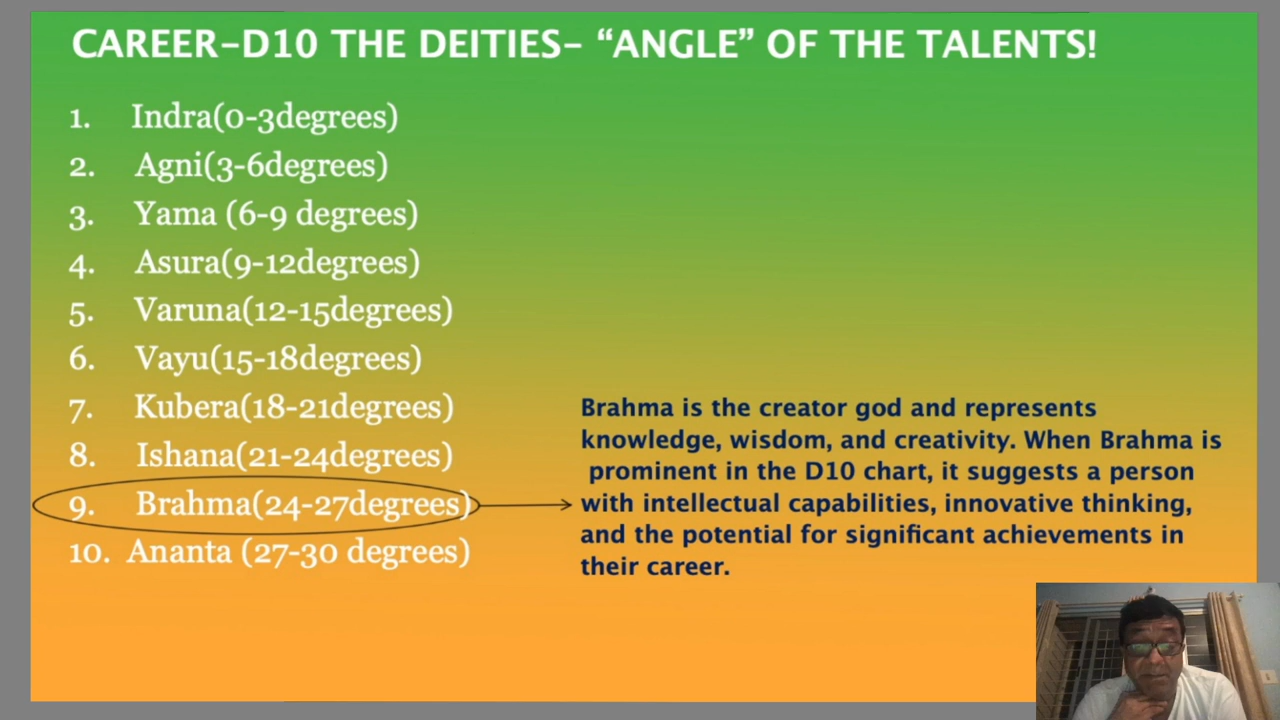 CAREER-D10 THE DEITIES- “ANGLE” OF THE TALENTS!
1. Indra(0-3degrees)
2. Agni(3-6degrees)
3. Yama (6-9 degrees)
4. Asura(9-12degrees)
5. Varuna(12-15degrees)
6. Vayu(15-18degrees)
7. Kubera(18-21degrees)
8. Ishana(21-24degrees)
9. Brahma(24-27degrees)
10. Ananta (27-30 degrees)
Brahma is the creator god and represents
knowledge, wisdom, and creativity. When Brahma is
prominent in the D10 chart, it suggests a person
with intellectual capabilities, innovative thinking,
and the potential for significant achievements in
their career.